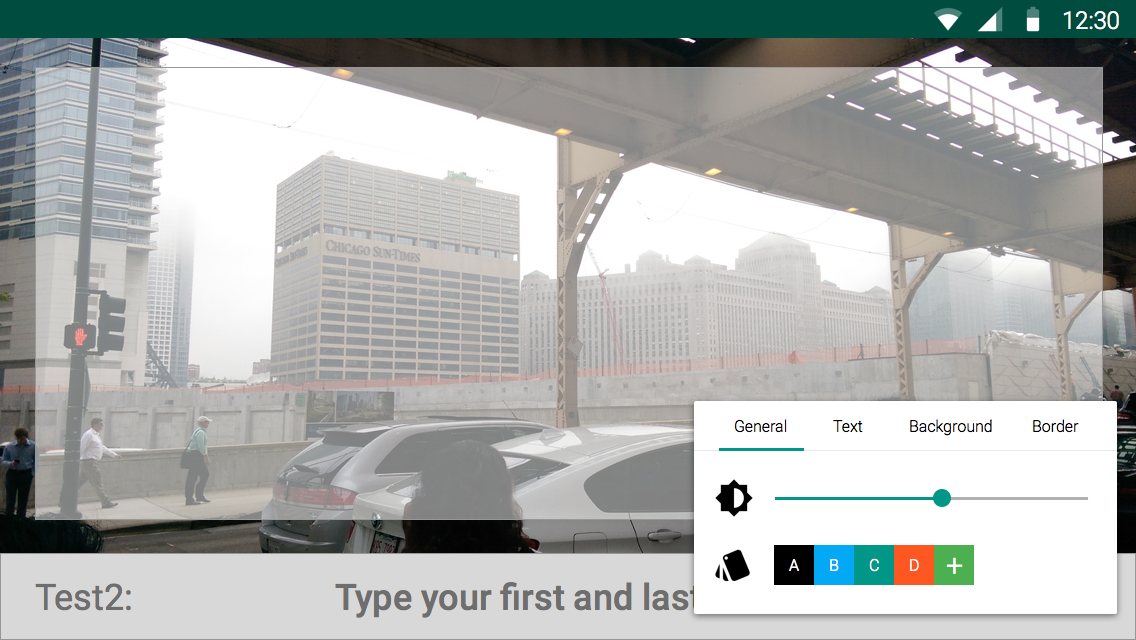 12:30
CHICAGO SUN-TIMES
General Text Background Border
A B C D +
Test2: Type your first and last